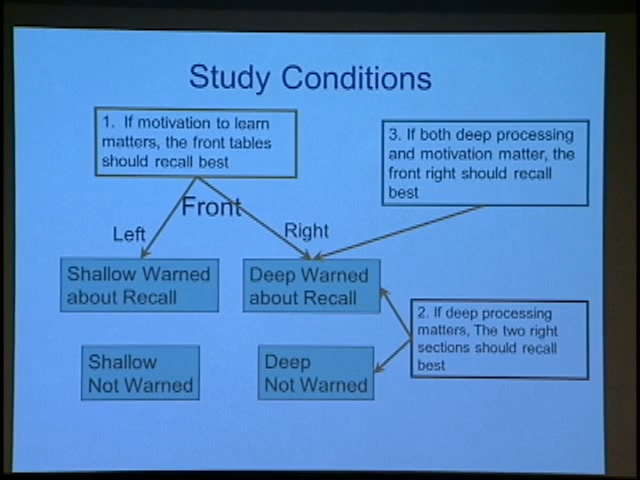 Study Conditions
1. If motivation to learn
matters, the front tables
should recall best
3. If both deep processing
and motivation matter, the
front right should recall
best
Front
Left
Right
Shallow Warned
about Recall
Deep Warned
about Recall
2. If deep processing
matters, The two right
sections should recall
best
Shallow
Not Warned
Deep
Not Warned